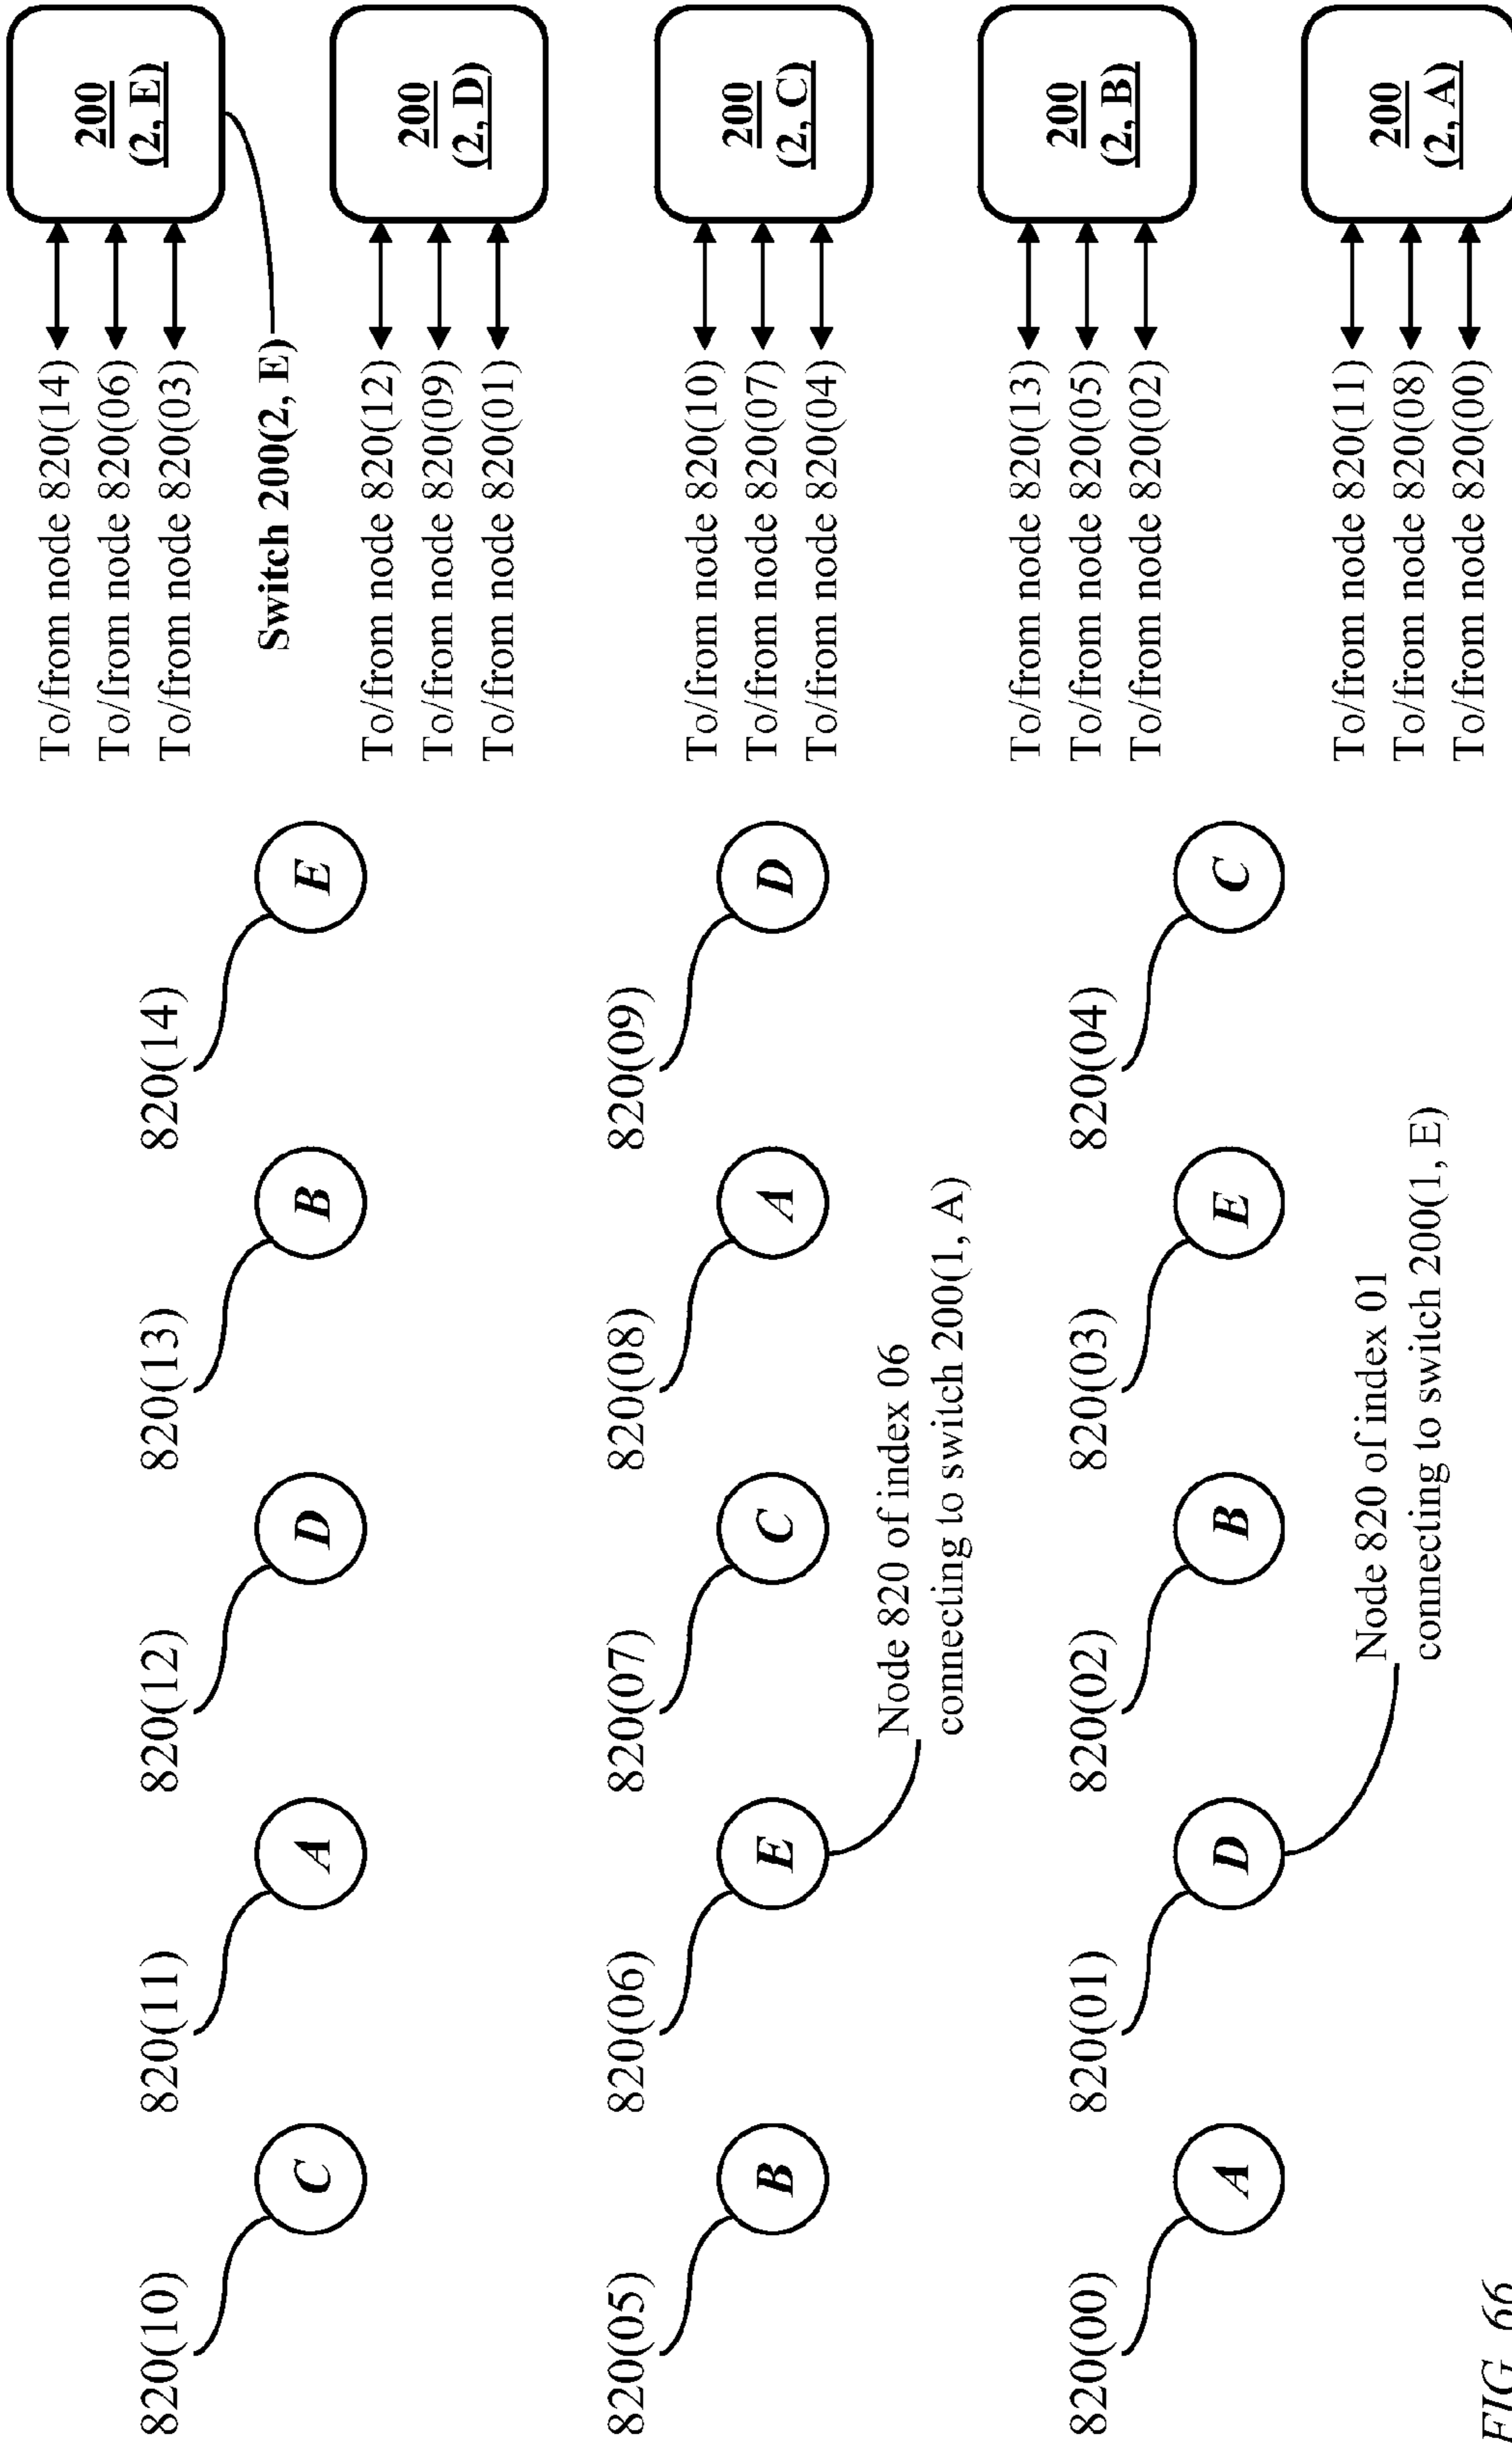 820(10)
820(11)
820(12)
820(13)
820(14)
C
A
D
B
E
820(05)
820(06)
820(07)
820(08)
820(09)
B
E
C
A
D
Node 820 of index 06
connecting to switch 200(1, A)
820(00)
820(01)
820(02)
820(03)
820(04)
A
D
B
E
C
Node 820 of index 01
connecting to switch 200(1, E)
To/from node 820(14)
To/from node 820(06)
To/from node 820(03)
200
(2, E)
Switch 200(2, E)
To/from node 820(12)
To/from node 820(09)
To/from node 820(01)
200
(2, D)
To/from node 820(10)
To/from node 820(07)
To/from node 820(04)
200
(2, C)
To/from node 820(13)
To/from node 820(05)
To/from node 820(02)
200
(2, B)
To/from node 820(11)
To/from node 820(08)
To/from node 820(00)
200
(2, A)
FIG. 66